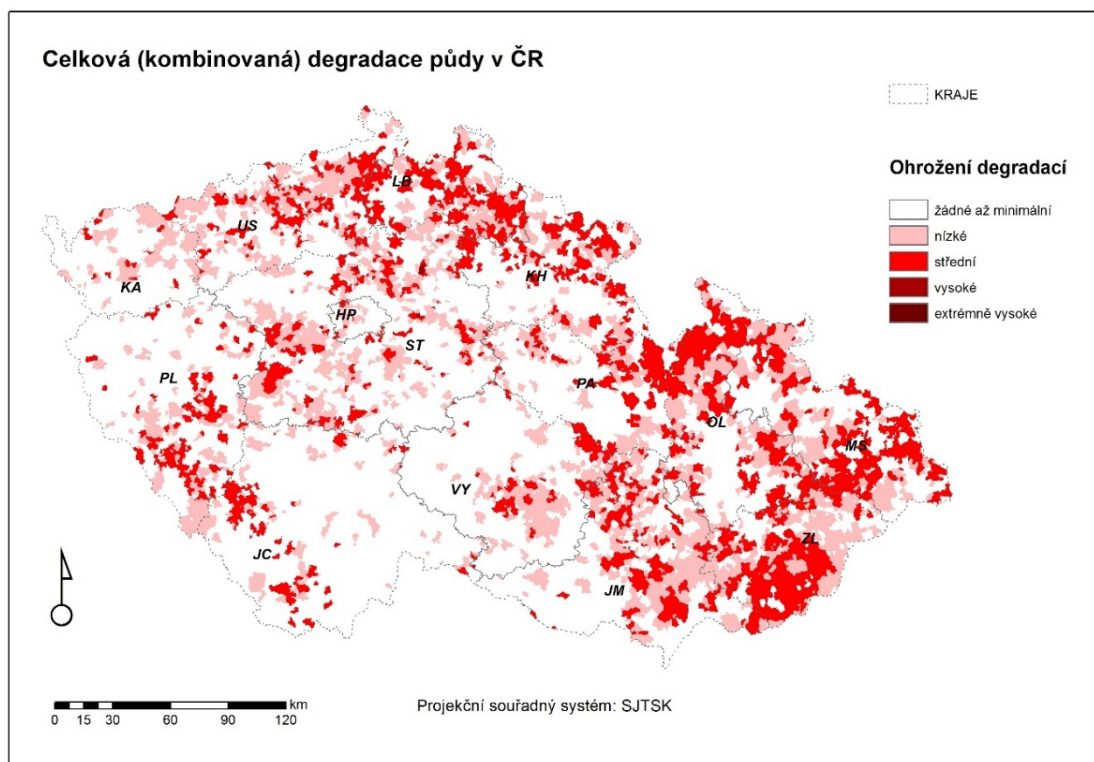 Celková (kombinovaná) degradace půdy v ČR
KRAJE
Ohrožení degradací
žádné až minimální
nízké
střední
vysoké
extrémně vysoké
LB
US
KH
KA
HP
ST
PL
PA
OL
MS
VY
ZL
JC
JM
km
0 15 30 60 90 120
Projekční souřadný systém: SJTSK